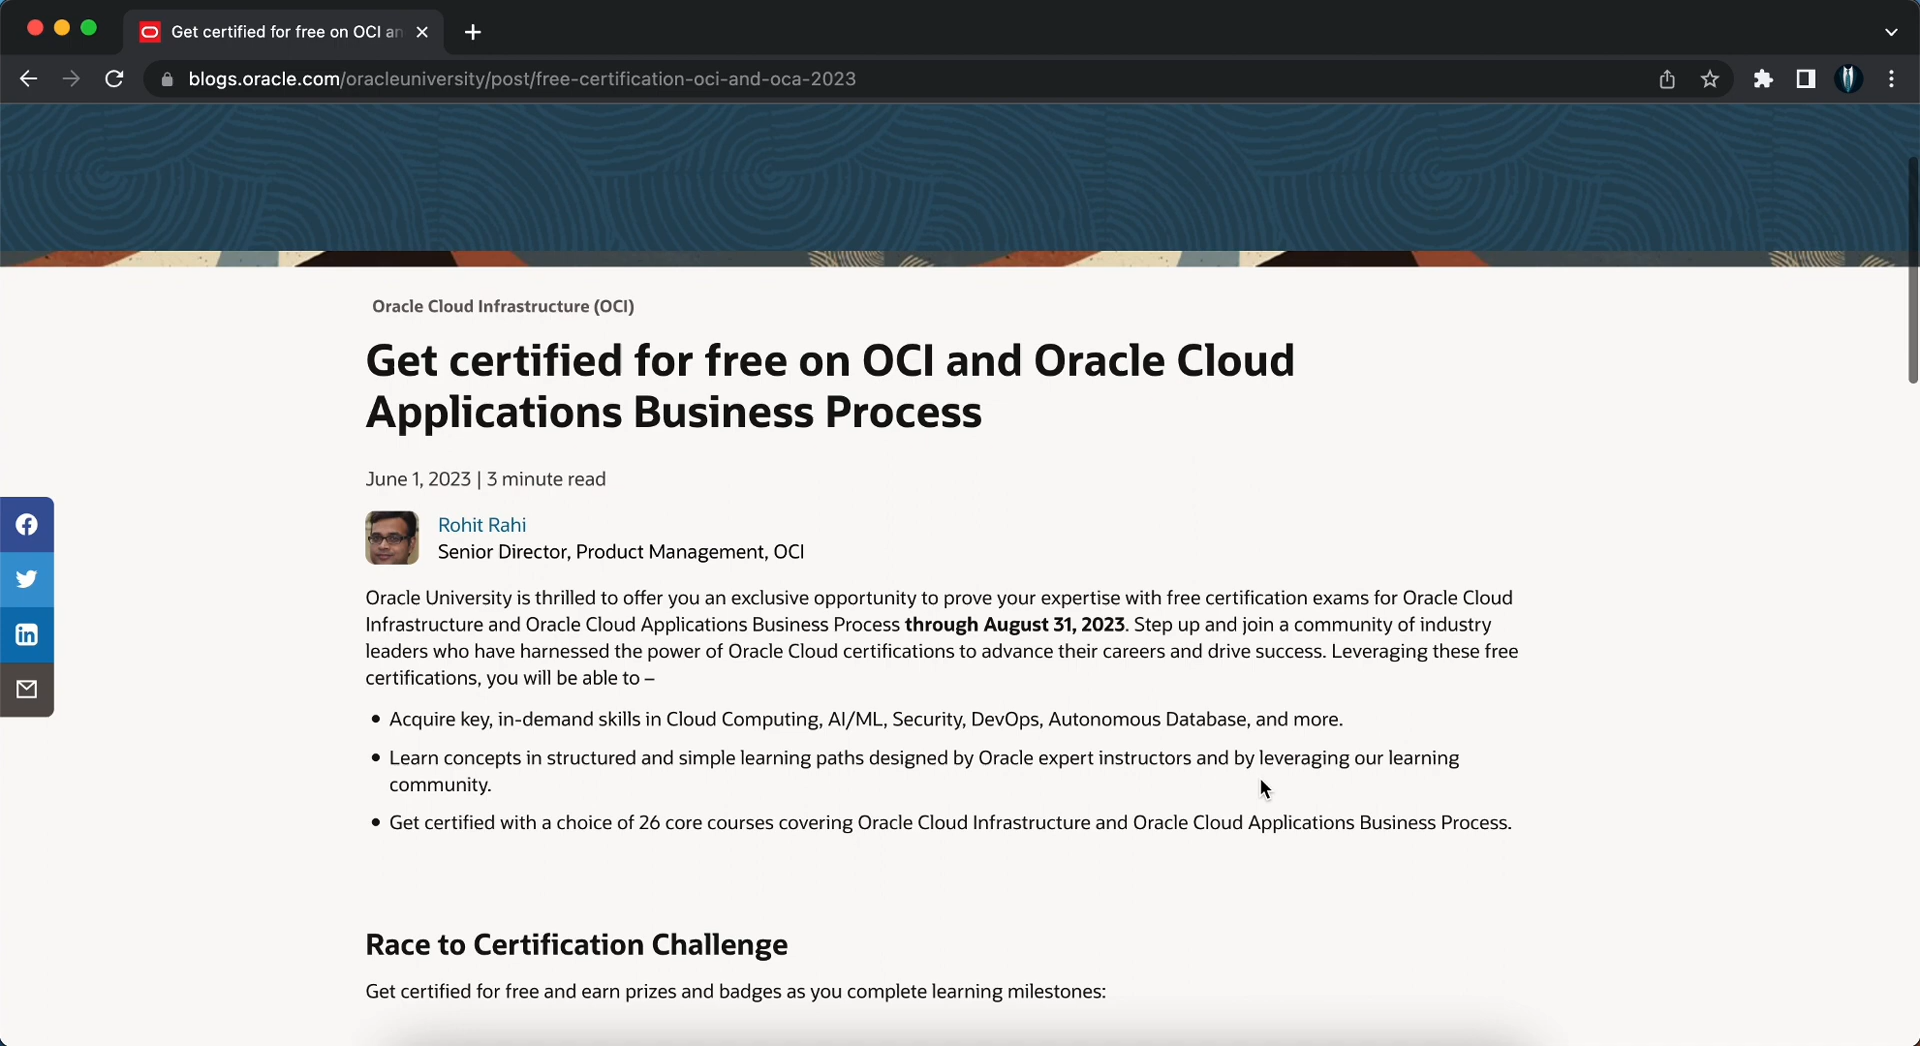 Get certified for free on OCI an
blogs.oracle.com/oracleuniversity/post/free-certification-oci-and-oca-2023
Oracle Cloud Infrastructure (OCI)
Get certified for free on OCI and Oracle Cloud
Applications Business Process
June 1, 2023 | 3 minute read
Rohit Rahi
Senior Director, Product Management, OCI
Oracle University is thrilled to offer you an exclusive opportunity to prove your expertise with free certification exams for Oracle Cloud
Infrastructure and Oracle Cloud Applications Business Process through August 31, 2023. Step up and join a community of industry
leaders who have harnessed the power of Oracle Cloud certifications to advance their careers and drive success. Leveraging these free
certifications, you will be able to –
• Acquire key, in-demand skills in Cloud Computing, AI/ML, Security, DevOps, Autonomous Database, and more.
• Learn concepts in structured and simple learning paths designed by Oracle expert instructors and by leveraging our learning
community.
• Get certified with a choice of 26 core courses covering Oracle Cloud Infrastructure and Oracle Cloud Applications Business Process.
Race to Certification Challenge
Get certified for free and earn prizes and badges as you complete learning milestones: